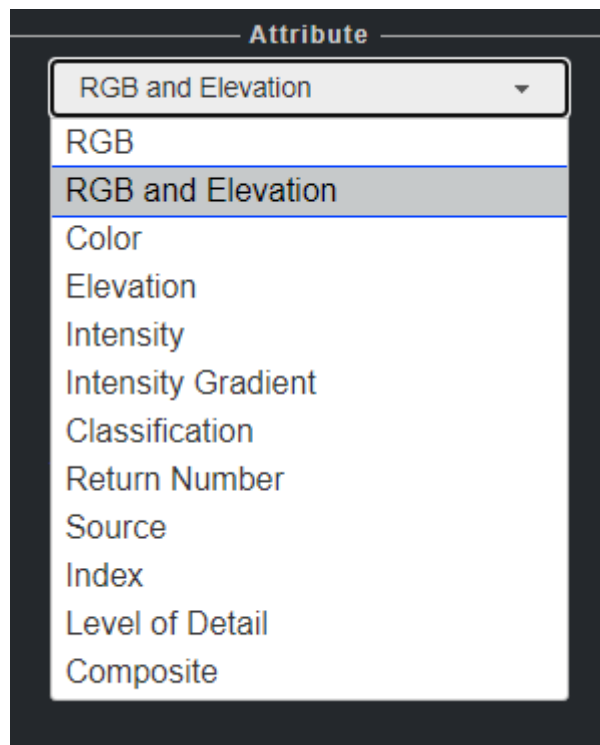 Attribute
RGB and Elevation
RGB
RGB and Elevation
Color
Elevation
Intensity
Intensity Gradient
Classification
Return Number
Source
Index
Level of Detail
Composite